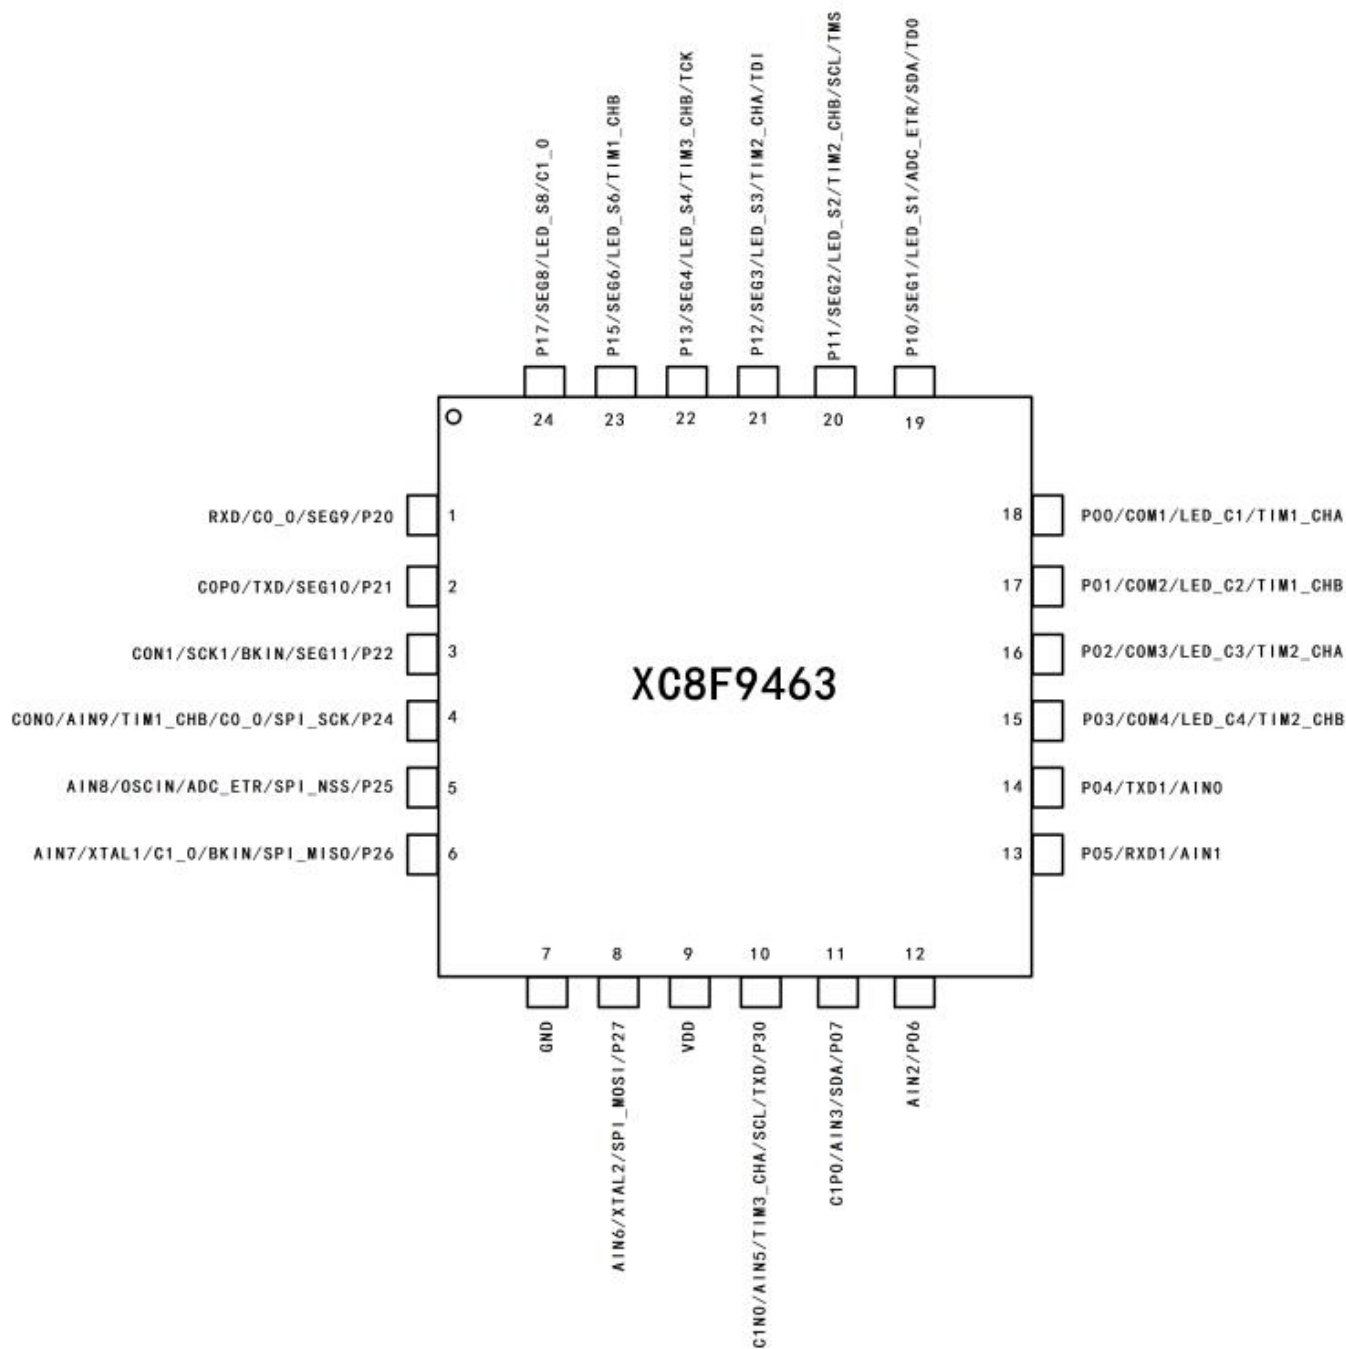 P17/SEG8/LED_S8/C1_O
P15/SEG6/LED_S6/TIM1_CHB
P13/SEG4/LED_S4/TIM3_CHB/TCK
P12/SEG3/LED_S3/TIM2_CHA/TDI
P11/SEG2/LED_S2/TIM2_CHB/SCL/TMS
P10/SEG1/LED_S1/ADC_ETR/SDA/TDO
24
23
22
21
20
19
RXD/C0_O/SEG9/P20
1
18
P00/COM1/LED_C1/TIM1_CHA
C0P0/TXD/SEG10/P21
2
17
P01/COM2/LED_C2/TIM1_CHB
C0N1/SCK1/BKIN/SEG11/P22
3
16
P02/COM3/LED_C3/TIM2_CHA
XC8F9463
C0N0/AIN9/TIM1_CHB/C0_O/SPI_SCK/P24
4
15
P03/COM4/LED_C4/TIM2_CHB
AIN8/OSCIN/ADC_ETR/SPI_NSS/P25
5
14
P04/TXD1/AIN0
AIN7/XTAL1/C1_O/BKIN/SPI_MISO/P26
6
13
P05/RXD1/AIN1
7
8
9
10
11
12
GND
AIN6/XTAL2/SPI_MOSI/P27
VDD
C1N0/AIN5/TIM3_CHA/SCL/TXD/P30
C1P0/AIN3/SDA/P07
AIN2/P06